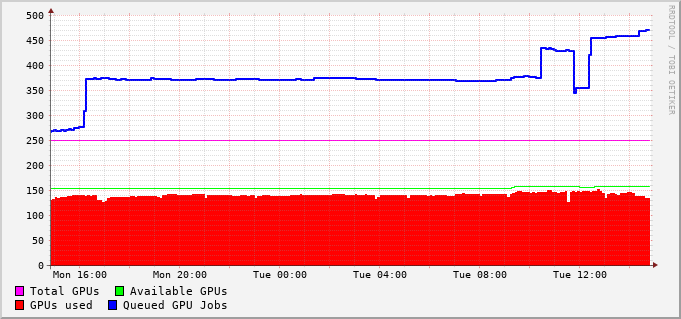 RRDTOOL / TOBI OETIKER
500
450
400
350
300
250
200
150
100
50
0
Mon 16:00 Mon 20:00 Tue 00:00 Tue 04:00 Tue 08:00 Tue 12:00
Total GPUs Available GPUs
GPUs used Queued GPU Jobs